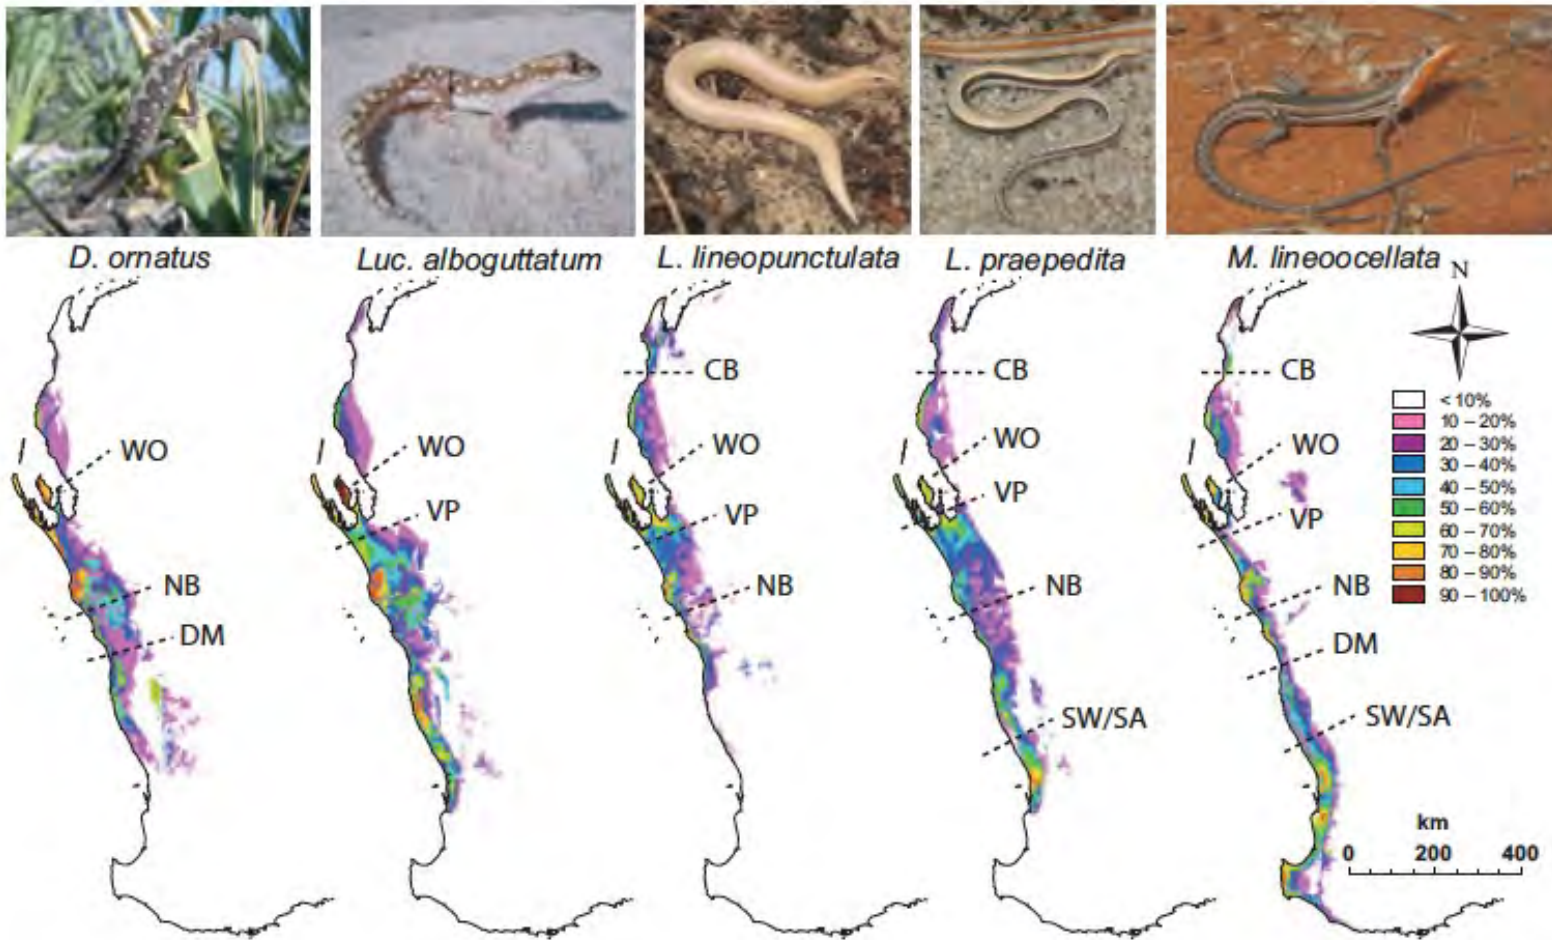 D. ornatus
Luc. alboguttatum
L. lineopunctulata
L. praepedita
M. lineoocellata
N
CB
CB
CB
WO
WO
WO
WO
WO
VP
VP
VP
VP
NB
NB
NB
NB
DM
DM
SW/SA
SW/SA
< 10%
10 – 20%
20 – 30%
30 – 40%
40 – 50%
50 – 60%
60 – 70%
70 – 80%
80 – 90%
90 – 100%
km
0 200 400